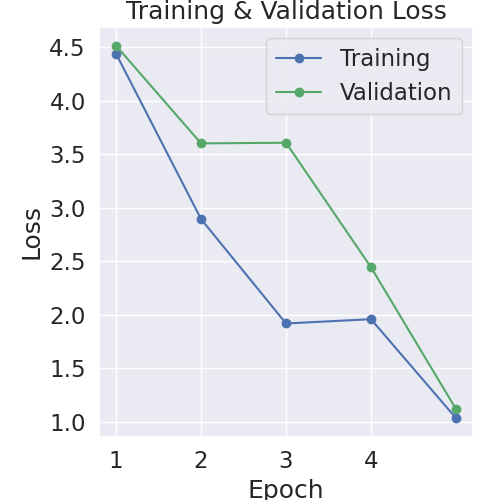 Training & Validation Loss
Training
Validation
4.5
4.0
3.5
3.0
2.5
2.0
1.5
1.0
Loss
1 2 3 4
Epoch